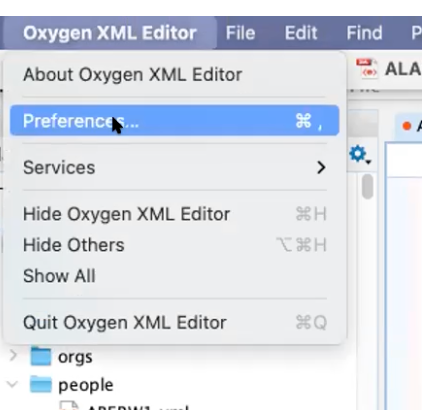 Oxygen XML Editor File Edit Find P
About Oxygen XML Editor
ALA
Preferences... ⌘ ,
A
Services
Hide Oxygen XML Editor ⌘H
Hide Others ⌥⌘H
Show All
Quit Oxygen XML Editor ⌘Q
orgs
people